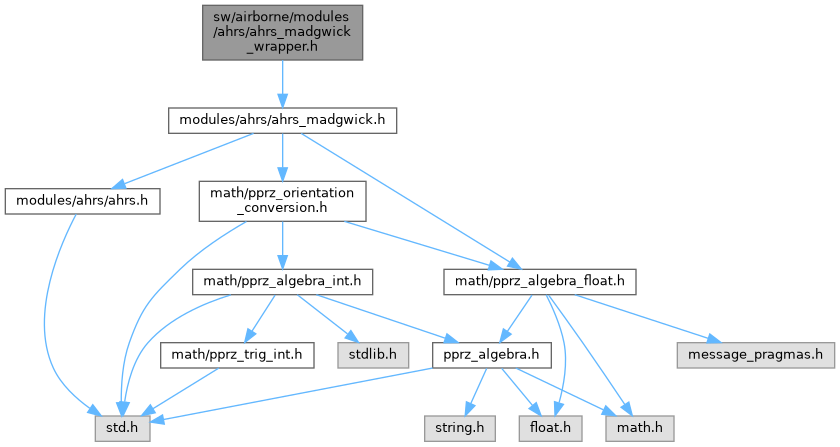 sw/airborne/modules
/ahrs/ahrs_madgwick
_wrapper.h
modules/ahrs/ahrs_madgwick.h
modules/ahrs/ahrs.h
math/pprz_orientation
_conversion.h
math/pprz_algebra_int.h
math/pprz_algebra_float.h
math/pprz_trig_int.h
stdlib.h
pprz_algebra.h
message_pragmas.h
std.h
string.h
float.h
math.h